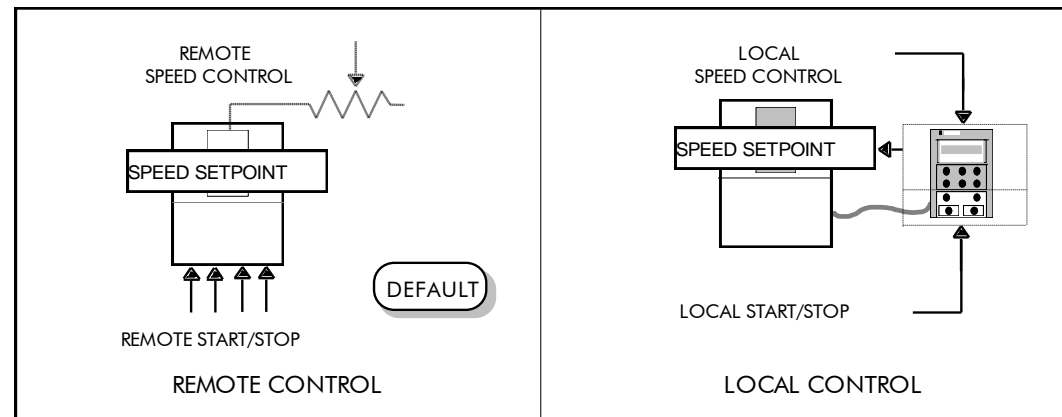 REMOTE
SPEED CONTROL
SPEED SETPOINT
DEFAULT
REMOTE START/STOP
REMOTE CONTROL
LOCAL
SPEED CONTROL
SPEED SETPOINT
LOCAL START/STOP
LOCAL CONTROL